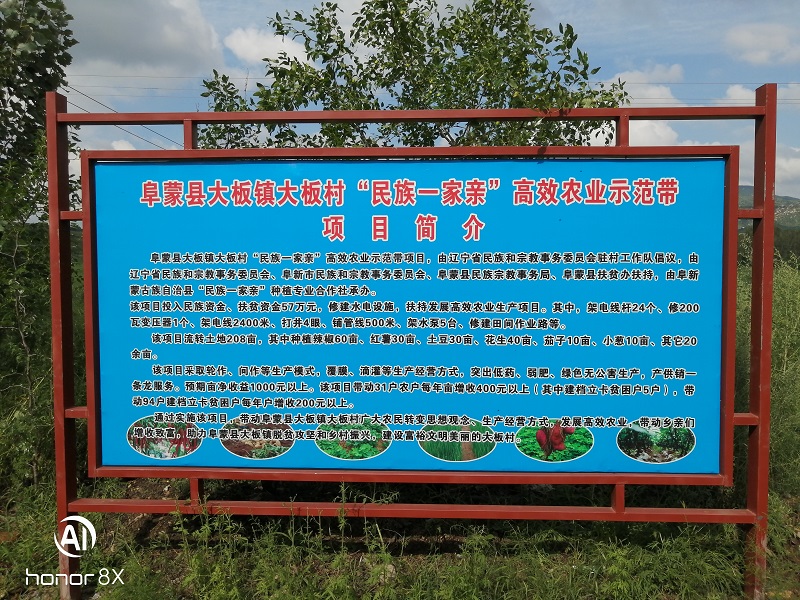 阜蒙县大板镇大板村“民族一家亲”高效农业示范带
项目简介
阜蒙县大板镇大板村“民族一家亲”高效农业示范带项目，由辽宁省民族和宗教事务委员会驻村工作队倡议，由
辽宁省民族和宗教事务委员会、阜新市民族和宗教事务委员会、阜蒙县民族宗教事务局、阜蒙县扶贫办扶持，由阜新
蒙古族自治县“民族一家亲”种植专业合作社承办。
该项目投入民族资金、扶贫资金57万元，修建水电设施，扶持发展高效农业生产项目。其中，架电线杆24个、修200
瓦变压器1个、架电线2400米、打井4眼、铺管线500米、架水泵5台、修建田间作业路等。
该项目流转土地208亩，其中种植辣椒60亩、红薯30亩、土豆30亩、花生40亩、茄子10亩、小葱10亩、其它20
余亩。
该项目采取轮作、间作等生产模式，覆膜、滴灌等生产经营方式，突出低药、弱肥、绿色无公害生产，产供销一
条龙服务。预期亩净收益1000元以上。该项目带动31户农户每年亩增收400元以上（其中建档立卡贫困户5户），带
动94户建档立卡贫困户每年户增收200元以上。
通过实施该项目，带动阜蒙县大板镇大板村广大农民转变思想观念、生产经营方式，发展高效农业，带动乡亲们
增收致富，助力阜蒙县大板镇脱贫攻坚和乡村振兴，建设富裕文明美丽的大板村
AI
honor 8X